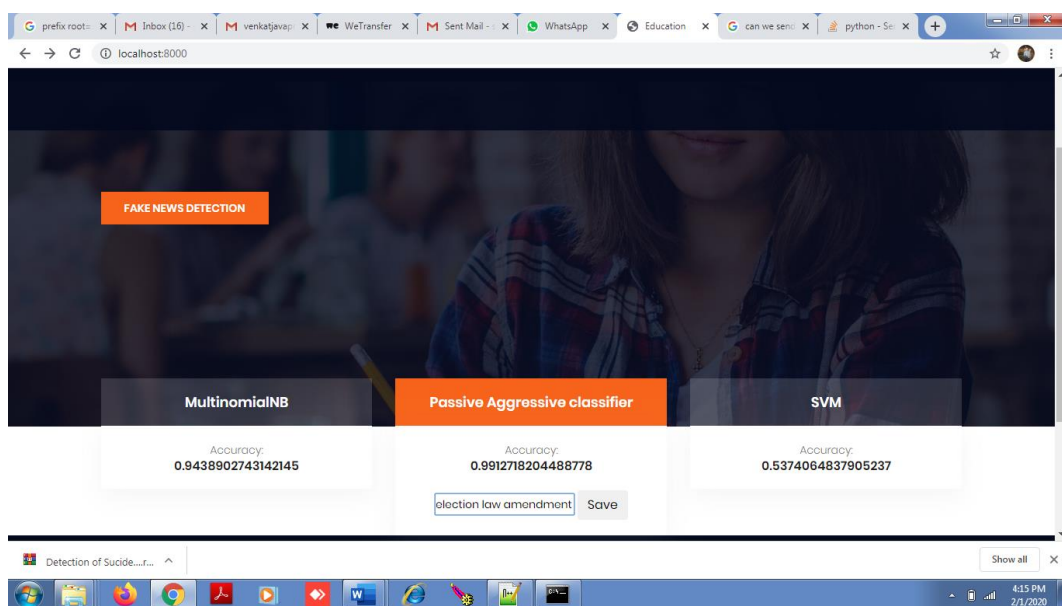 prefix root=
Inbox (16) -
venkatjavap
WeTransfer
Sent Mail - s
WhatsApp
Education
can we send
python - Se
localhost:8000
FAKE NEWS DETECTION
MultinomialNB
Passive Aggressive classifier
SVM
Accuracy:
0.9438902743142145
Accuracy:
0.9912718204488778
Accuracy:
0.5374064837905237
election law amendment
Save
Detection of Sucide....r...
Show all
4:15 PM
2/1/2020